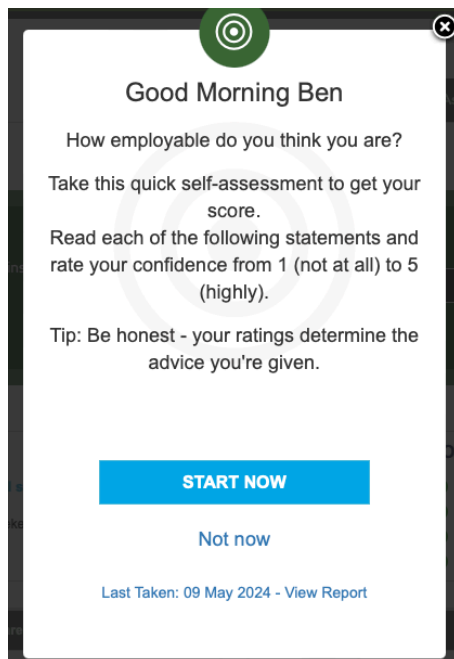 Good Morning Ben
How employable do you think you are?
Take this quick self-assessment to get your
score.
Read each of the following statements and
rate your confidence from 1 (not at all) to 5
(highly).
Tip: Be honest - your ratings determine the
advice you're given.
START NOW
Not now
Last Taken: 09 May 2024 - View Report